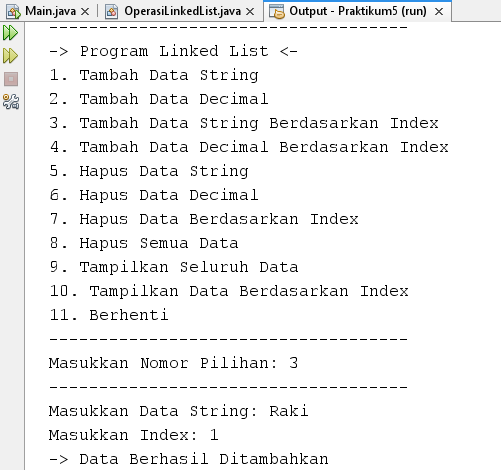 Main.java OperasiLinkedList.java Output - Praktikum5 (run)
------------------------------------
-> Program Linked List <-
1. Tambah Data String
2. Tambah Data Decimal
3. Tambah Data String Berdasarkan Index
4. Tambah Data Decimal Berdasarkan Index
5. Hapus Data String
6. Hapus Data Decimal
7. Hapus Data Berdasarkan Index
8. Hapus Semua Data
9. Tampilkan Seluruh Data
10. Tampilkan Data Berdasarkan Index
11. Berhenti
------------------------------------
Masukkan Nomor Pilihan: 3
------------------------------------
Masukkan Data String: Raki
Masukkan Index: 1
-> Data Berhasil Ditambahkan